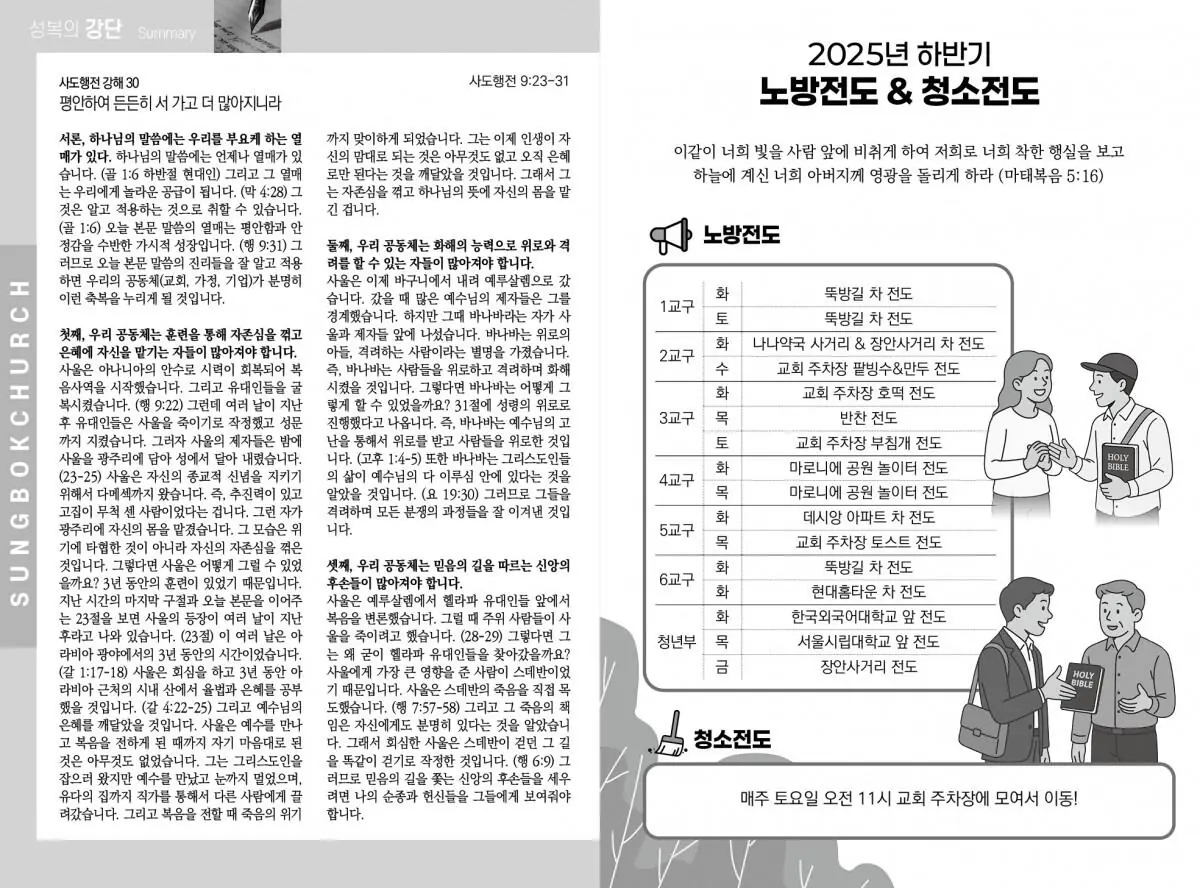 성복의 강단 Summary
SUNGBOKCHURCH
사도행전 강해 30
사도행전 9:23-31
평안하여 든든히 서 가고 더 많아지니라
서론, 하나님의 말씀에는 우리를 부요케 하는 열
매가 있다. 하나님의 말씀에는 언제나 열매가 있
습니다. (골 1:6 하반절 현대인) 그리고 그 열매
는 우리에게 놀라운 공급이 됩니다. (막 4:28) 그
것은 알고 적용하는 것으로 취할 수 있습니다.
(골 1:6) 오늘 본문 말씀의 열매는 평안함과 안
정감을 수반한 가시적 성장입니다. (행 9:31) 그
러므로 오늘 본문 말씀의 진리들을 잘 알고 적용
하면 우리의 공동체(교회, 가정, 기업)가 분명히
이런 축복을 누리게 될 것입니다.
첫째, 우리 공동체는 훈련을 통해 자존심을 꺾고
은혜에 자신을 맡기는 자들이 많아져야 합니다.
사울은 아나니아의 안수로 시력이 회복되어 복
음사역을 시작했습니다. 그리고 유대인들을 굴
복시켰습니다. (행 9:22) 그런데 여러 날이 지난
후 유대인들은 사울을 죽이기로 작정했고 성문
까지 지켰습니다. 그러자 사울의 제자들은 밤에
사울을 광주리에 담아 성에서 달아 내렸습니다.
(23-25) 사울은 자신의 종교적 신념을 지키기
위해서 다메섹까지 왔습니다. 즉, 추진력이 있고
고집이 무척 센 사람이었다는 겁니다. 그런 자가
광주리에 자신의 몸을 맡겼습니다. 그 모습은 위
기에 타협한 것이 아니라 자신의 자존심을 꺾은
것입니다. 그렇다면 사울은 어떻게 그럴 수 있었
을까요? 3년 동안의 훈련이 있었기 때문입니다.
지난 시간의 마지막 구절과 오늘 본문을 이어주
는 23절을 보면 사울의 등장이 여러 날이 지난
후라고 나와 있습니다. (23절) 이 여러 날은 아
라비아 광야에서의 3년 동안의 시간이었습니다.
(갈 1:17-18) 사울은 회심을 하고 3년 동안 아
라비아 근처의 시내 산에서 율법과 은혜를 공부
했을 것입니다. (갈 4:22-25) 그리고 예수님의
은혜를 깨달았을 것입니다. 사울은 예수를 만나
고 복음을 전하게 된 때까지 자기 마음대로 된
것은 아무것도 없었습니다. 그는 그리스도인을
잡으러 왔지만 예수를 만났고 눈까지 멀었으며,
유다의 집까지 직가를 통해서 다른 사람에게 끌
려갔습니다. 그리고 복음을 전할 때 죽음의 위기
까지 맞이하게 되었습니다. 그는 이제 인생이 자
신의 맘대로 되는 것은 아무것도 없고 오직 은혜
로만 된다는 것을 깨달았을 것입니다. 그래서 그
는 자존심을 꺾고 하나님의 뜻에 자신의 몸을 맡
긴 겁니다.
둘째, 우리 공동체는 화해의 능력으로 위로와 격
려를 할 수 있는 자들이 많아져야 합니다.
사울은 이제 바구니에서 내려 예루살렘으로 갔
습니다. 갔을 때 많은 예수님의 제자들은 그를
경계했습니다. 하지만 그때 바나바라는 자가 사
울과 제자들 앞에 나섰습니다. 바나바는 위로의
아들, 격려하는 사람이라는 별명을 가졌습니다.
즉, 바나바는 사람들을 위로하고 격려하며 화해
시켰을 것입니다. 그렇다면 바나바는 어떻게 그
렇게 할 수 있었을까요? 31절에 성령의 위로로
진행했다고 나옵니다. 즉, 바나바는 예수님의 고
난을 통해서 위로를 받고 사람들을 위로한 것입
니다. (고후 1:4-5) 또한 바나바는 그리스도인들
의 삶이 예수님의 다 이루심 안에 있다는 것을
알았을 것입니다. (요 19:30) 그러므로 그들을
격려하며 모든 분쟁의 과정들을 잘 이겨낸 것입니
다.
셋째, 우리 공동체는 믿음의 길을 따르는 신앙의
후손들이 많아져야 합니다.
사울은 예루살렘에서 헬라파 유대인들 앞에서
복음을 변론했습니다. 그럴 때 주위 사람들이 사
울을 죽이려고 했습니다. (28-29) 그렇다면 그
는 왜 굳이 헬라파 유대인들을 찾아갔을까요?
사울에게 가장 큰 영향을 준 사람이 스데반이었
기 때문입니다. 사울은 스데반의 죽음을 직접 목
도했습니다. (행 7:57-58) 그리고 그 죽음의 책
임은 자신에게도 분명히 있다는 것을 알았습니
다. 그래서 회심한 사울은 스데반이 걷던 그 길
을 똑같이 걷기로 작정한 것입니다. (행 6:9) 그
러므로 믿음의 길을 좇는 신앙의 후손들을 세우
려면 나의 순종과 헌신들을 그들에게 보여줘야
합니다.
2025년 하반기
노방전도 & 청소전도
이같이 너희 빛을 사람 앞에 비취게 하여 저희로 너희 착한 행실을 보고
하늘에 계신 너희 아버지께 영광을 돌리게 하라 (마태복음 5:16)
노방전도
1교구 화 뚝방길 차 전도
토 뚝방길 차 전도
2교구 화 나나약국 사거리 & 장안사거리 차 전도
수 교회 주차장 팥빙수&만두 전도
3교구 화 교회 주차장 호떡 전도
목 반찬 전도
토 교회 주차장 부침개 전도
4교구 화 마로니에 공원 놀이터 전도
목 마로니에 공원 놀이터 전도
5교구 화 데시앙 아파트 차 전도
목 교회 주차장 토스트 전도
6교구 화 뚝방길 차 전도
화 현대홈타운 차 전도
청년부 화 한국외국어대학교 앞 전도
목 서울시립대학교 앞 전도
금 장안사거리 전도
HOLY
BIBLE
HOLY
BIBLE
청소전도
매주 토요일 오전 11시 교회 주차장에 모여서 이동!